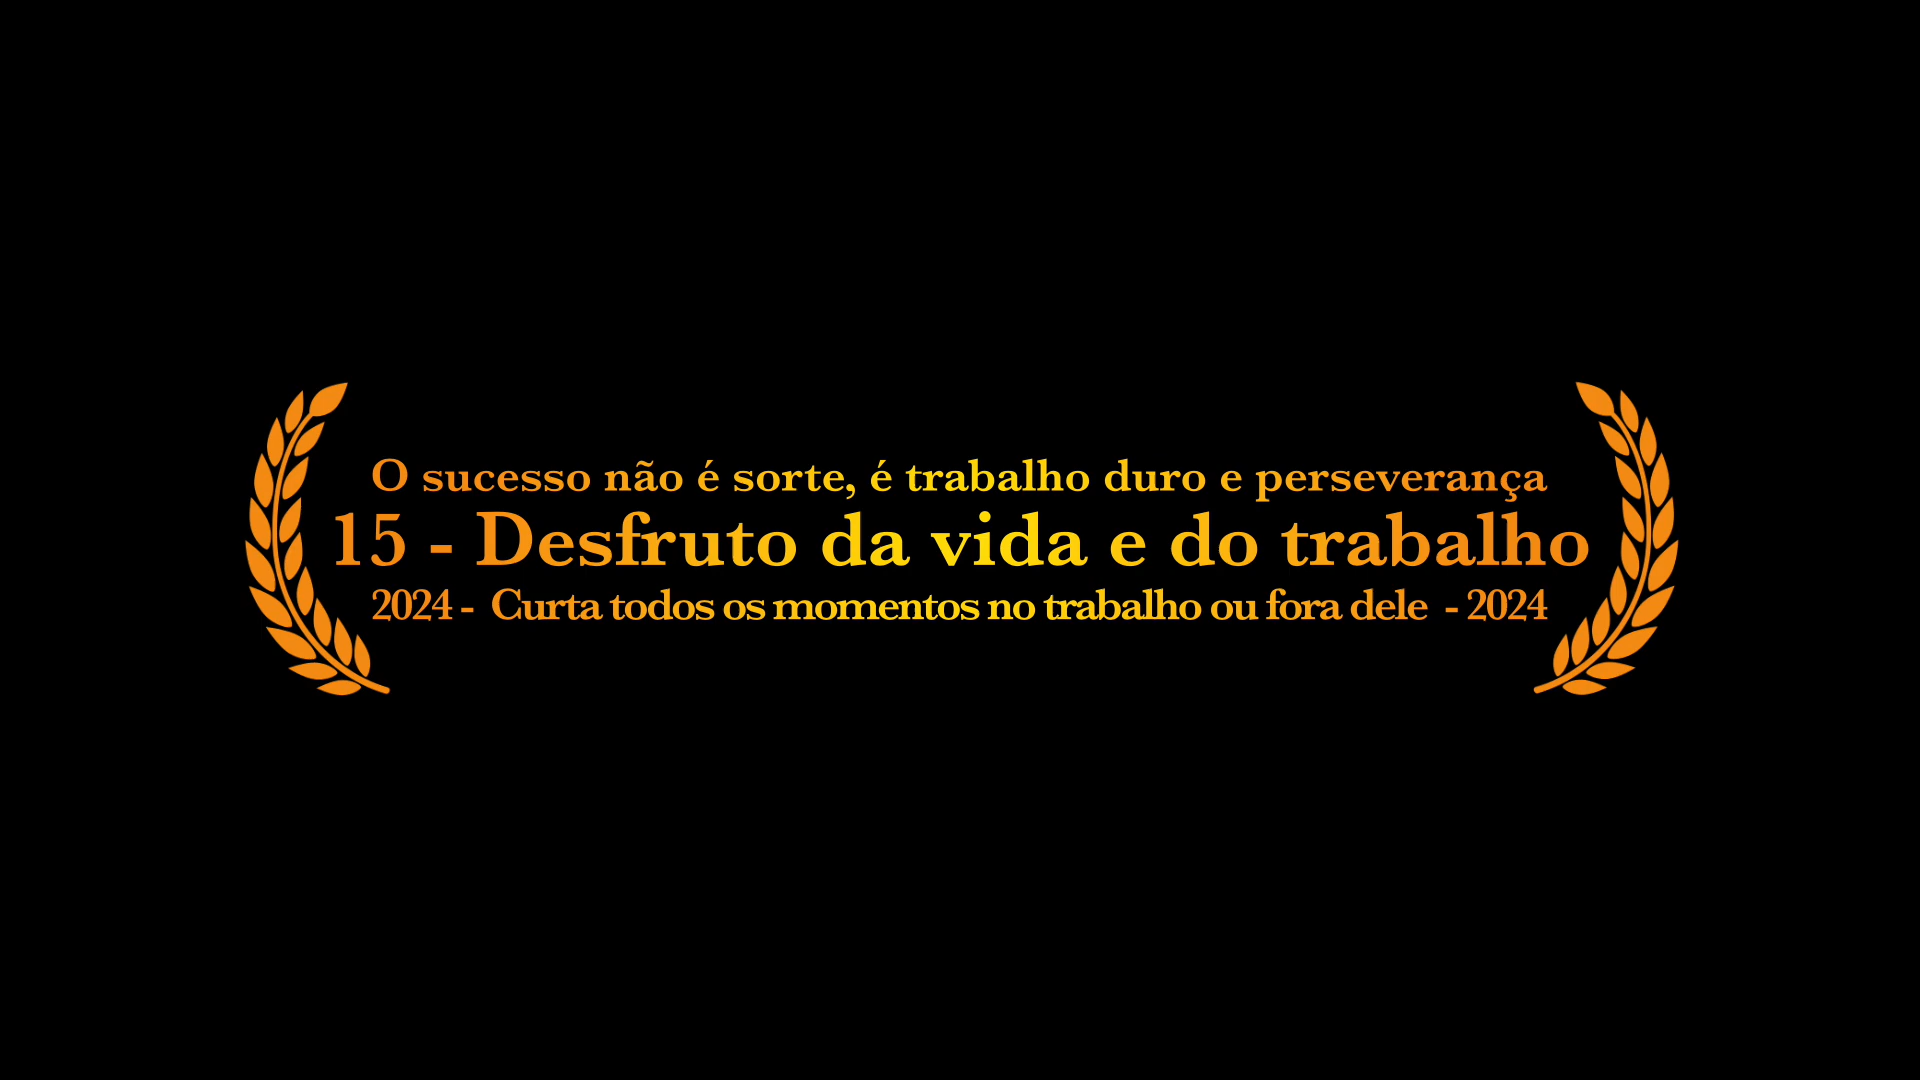 O sucesso não é sorte, é trabalho duro e perseverança
15 - Desfruto da vida e do trabalho
2024 - Curta todos os momentos no trabalho ou fora dele - 2024